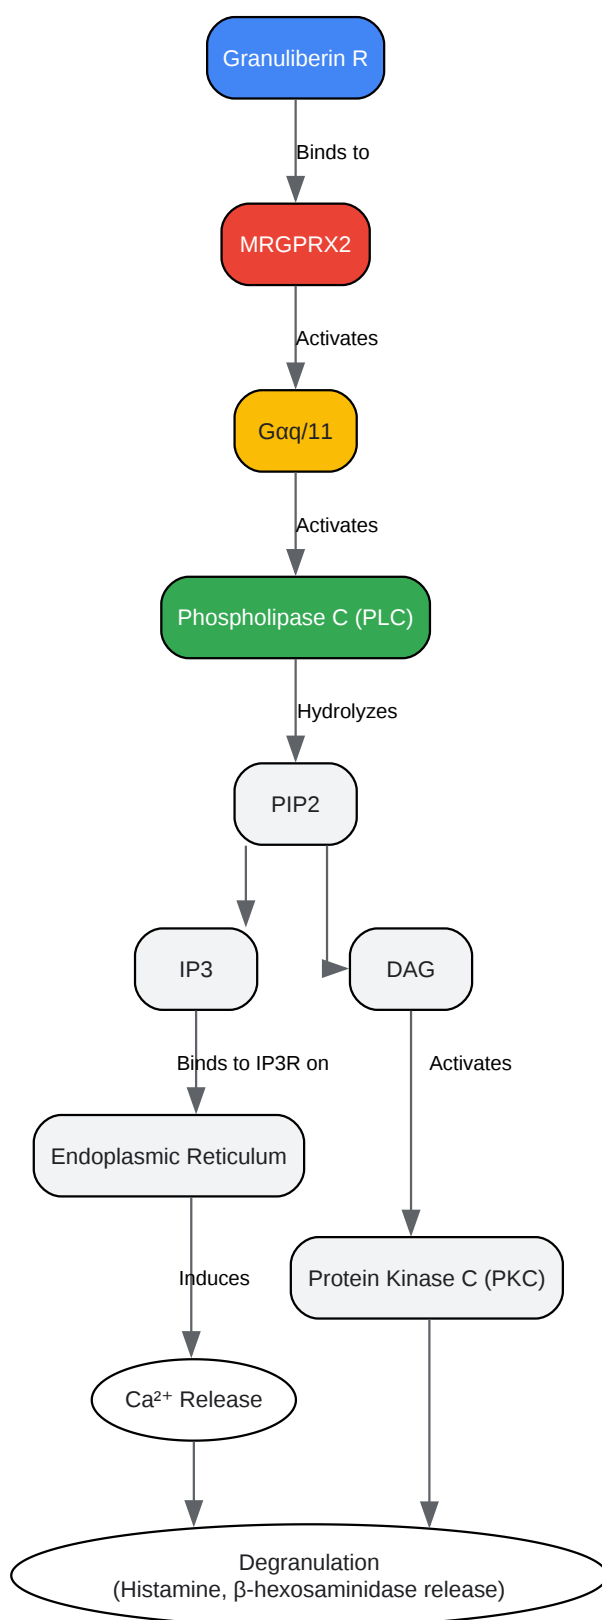 Granuliberin R
Binds to
MRGPRX2
Activates
Gαq/11
Activates
Phospholipase C (PLC)
Hydrolyzes
PIP2
IP3
DAG
Binds to IP3R on
Activates
Endoplasmic Reticulum
Induces
Protein Kinase C (PKC)
Ca²⁺ Release
Degranulation
(Histamine, β-hexosaminidase release)